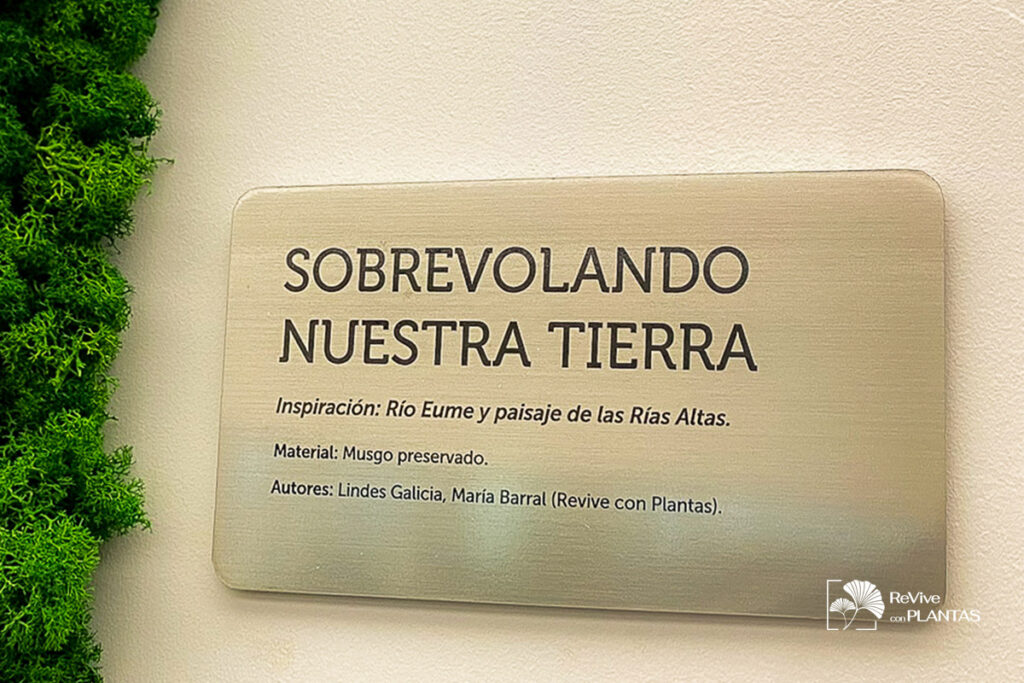 SOBREVOLANDO
NUESTRA TIERRA
Inspiración: Río Eume y paisaje de las Rías Altas.
Material: Musgo preservado.
Autores: Lindes Galicia, María Barral (Revive con Plantas).
ReVive
con PLANTAS